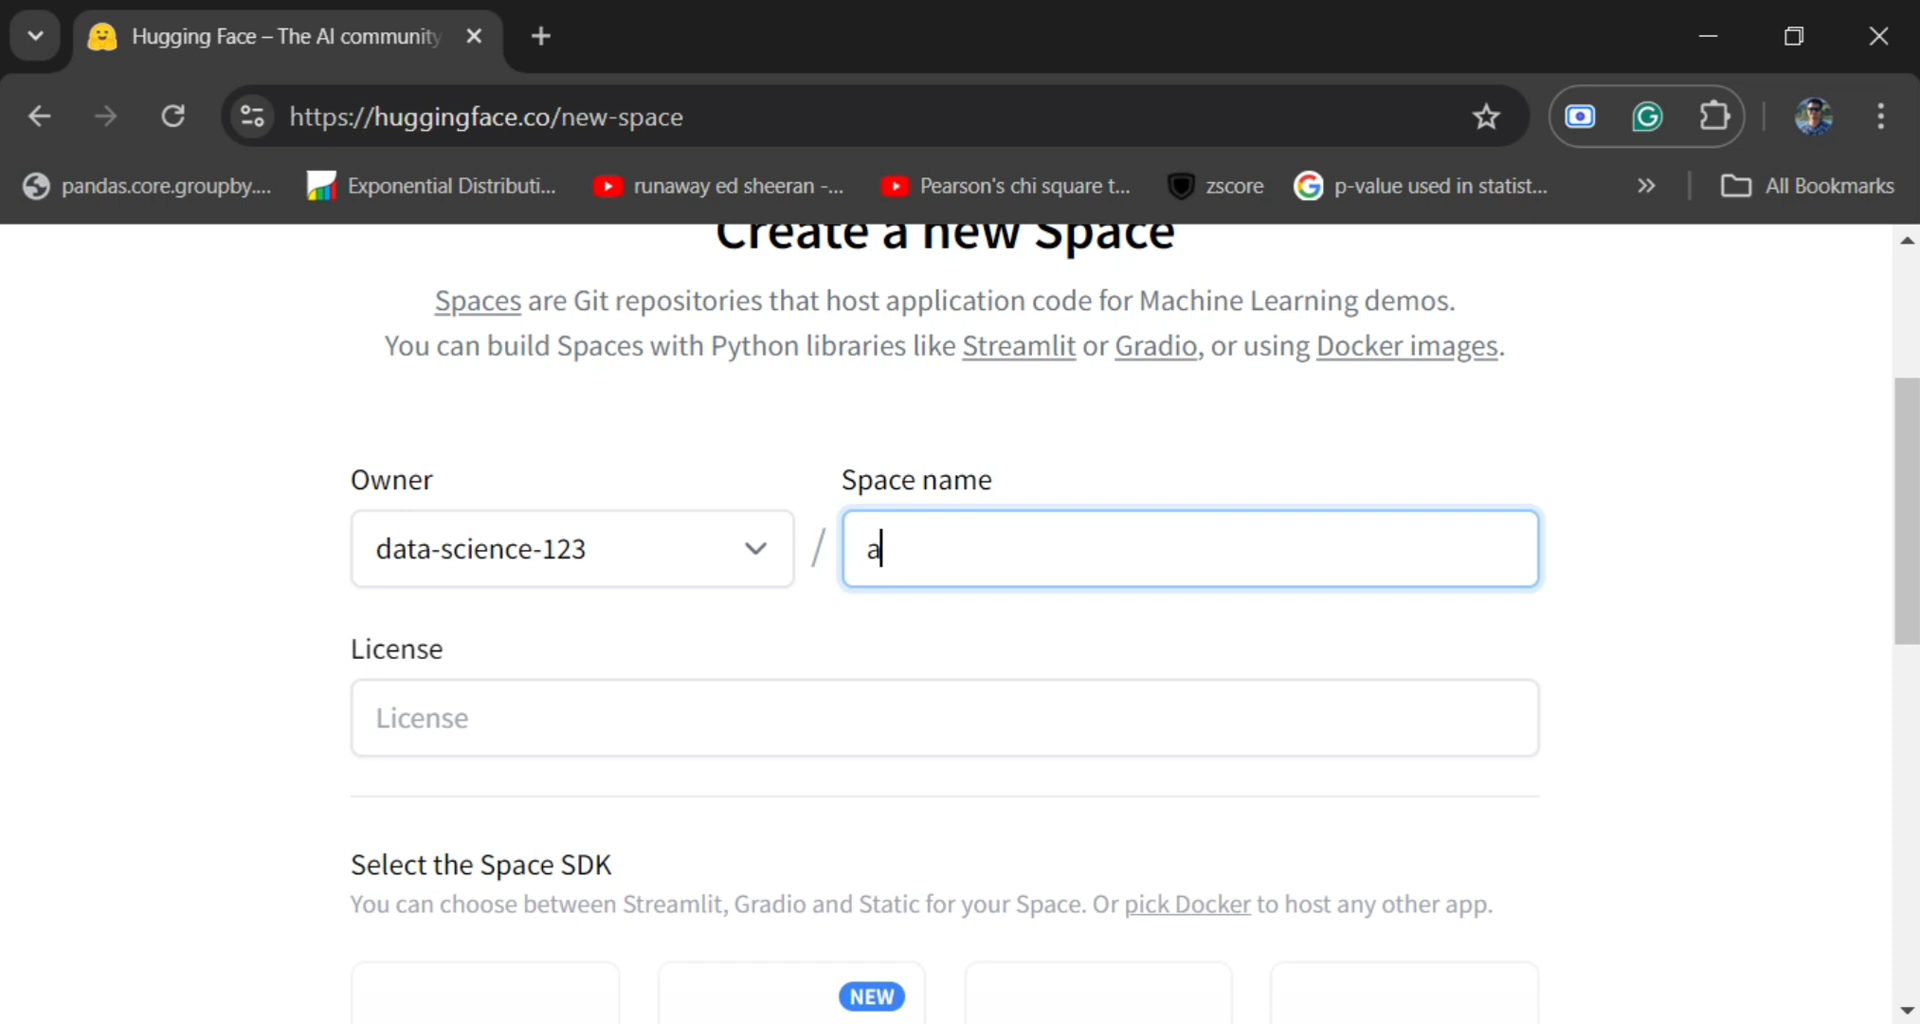 Hugging Face – The AI community
https://huggingface.co/new-space
pandas.core.groupby.... Exponential Distributi... runaway ed sheeran -... Pearson's chi square t... zscore p-value used in statist... » All Bookmarks
Create a new Space
Spaces are Git repositories that host application code for Machine Learning demos.
You can build Spaces with Python libraries like Streamlit or Gradio, or using Docker images.
Owner Space name
data-science-123 / a
License
License
Select the Space SDK
You can choose between Streamlit, Gradio and Static for your Space. Or pick Docker to host any other app.
NEW